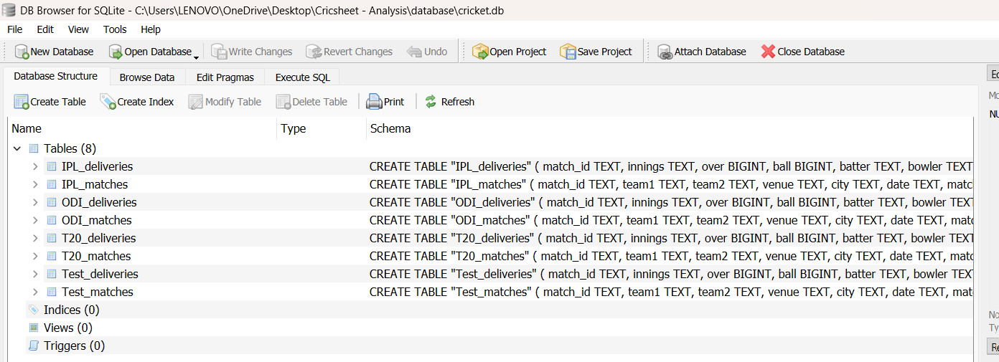 DB Browser for SQLite - C:\Users\LENOVO\OneDrive\Desktop\Cricsheet - Analysis\database\cricket.db
File Edit View Tools Help
New Database Open Database Write Changes Revert Changes Undo Open Project Save Project Attach Database Close Database
Database Structure Browse Data Edit Pragmas Execute SQL
Create Table Create Index Modify Table Delete Table Print Refresh
Name Type Schema
Tables (8)
IPL_deliveries CREATE TABLE "IPL_deliveries" ( match_id TEXT, innings TEXT, over BIGINT, ball BIGINT, batter TEXT, bowler TEXT
IPL_matches CREATE TABLE "IPL_matches" ( match_id TEXT, team1 TEXT, team2 TEXT, venue TEXT, city TEXT, date TEXT, matc
ODI_deliveries CREATE TABLE "ODI_deliveries" ( match_id TEXT, innings TEXT, over BIGINT, ball BIGINT, batter TEXT, bowler TEXT
ODI_matches CREATE TABLE "ODI_matches" ( match_id TEXT, team1 TEXT, team2 TEXT, venue TEXT, city TEXT, date TEXT, mat
T20_deliveries CREATE TABLE "T20_deliveries" ( match_id TEXT, innings TEXT, over BIGINT, ball BIGINT, batter TEXT, bowler TEXT
T20_matches CREATE TABLE "T20_matches" ( match_id TEXT, team1 TEXT, team2 TEXT, venue TEXT, city TEXT, date TEXT, matc
Test_deliveries CREATE TABLE "Test_deliveries" ( match_id TEXT, innings TEXT, over BIGINT, ball BIGINT, batter TEXT, bowler TEX
Test_matches CREATE TABLE "Test_matches" ( match_id TEXT, team1 TEXT, team2 TEXT, venue TEXT, city TEXT, date TEXT, mat
Indices (0)
Views (0)
Triggers (0)